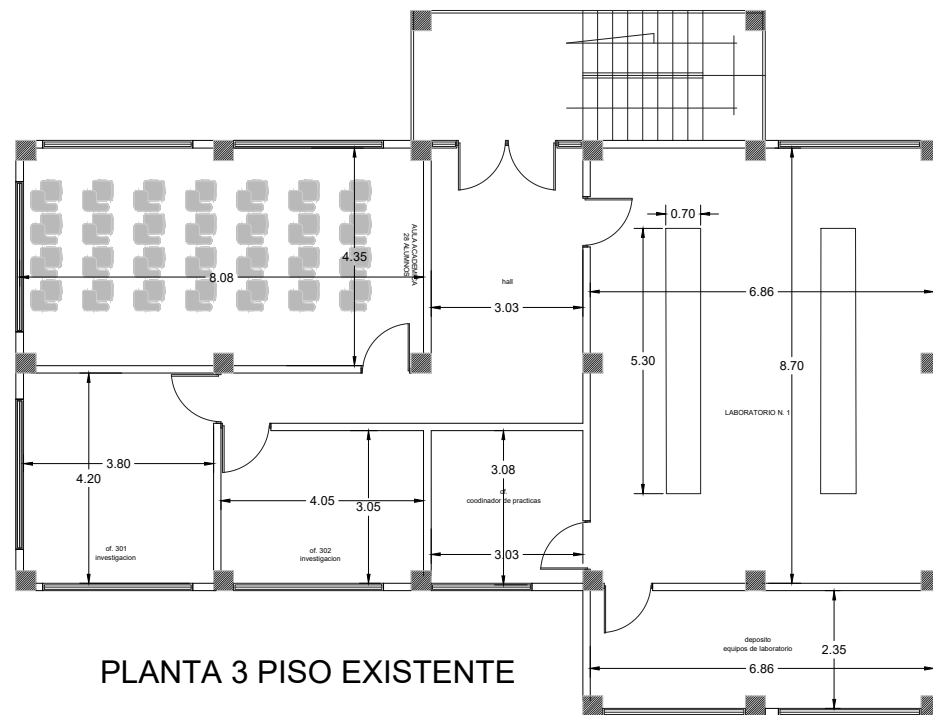 0.70
AULA ACADEMICA
28 ALUMNOS
4.35
8.08
hall
6.86
3.03
5.30
8.70
LABORATORIO N. 1
3.80
4.20
3.08
of.
coodinador de practicas
4.05
3.05
of. 301
investigacion
of. 302
investigacion
3.03
deposito
equipos de laboratorio
2.35
6.86
PLANTA 3 PISO EXISTENTE